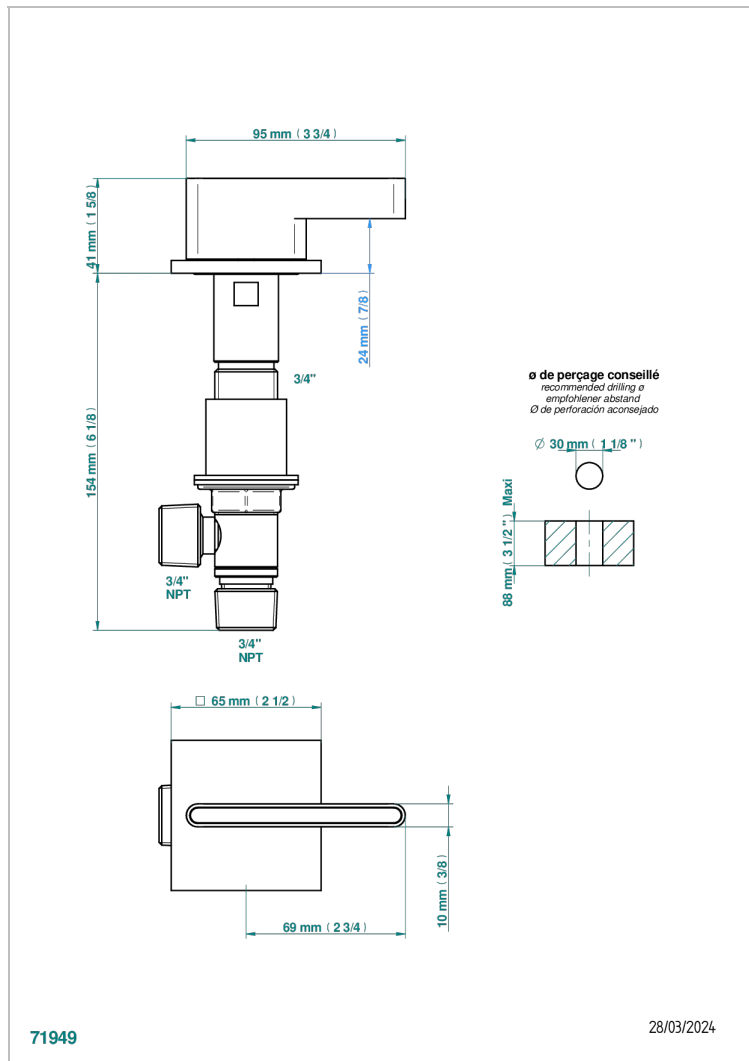 95 mm ( 3 3/4)
41 mm ( 1 5/8)
24 mm ( 7/8)
3/4"
154 mm ( 6 1/8)
ø de perçage conseillé
recommended drilling ø
empfohlener abstand
Ø de perforación aconsejado
∅ 30 mm ( 1 1/8 " )
88 mm ( 3 1/2 " ) Maxi
3/4"
NPT
3/4"
NPT
□ 65 mm ( 2 1/2 )
10 mm ( 3/8)
69 mm ( 2 3/4)
71949
28/03/2024